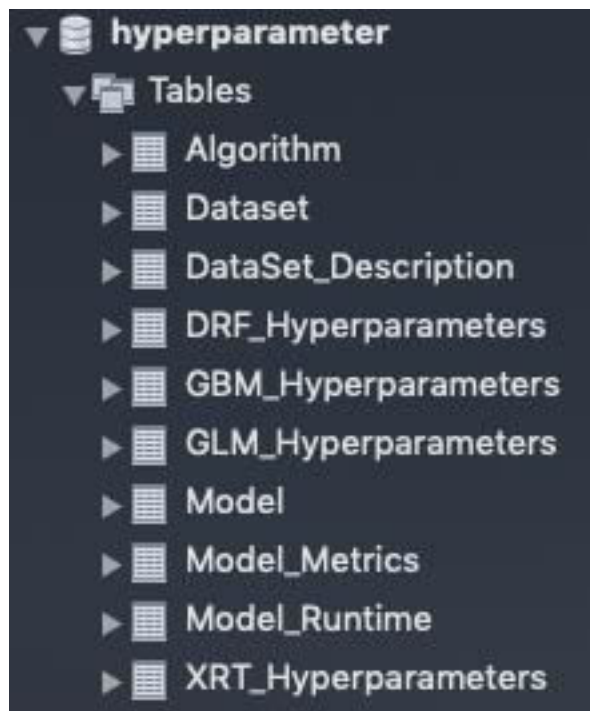 hyperparameter
Tables
Algorithm
Dataset
DataSet_Description
DRF_Hyperparameters
GBM_Hyperparameters
GLM_Hyperparameters
Model
Model_Metrics
Model_Runtime
XRT_Hyperparameters